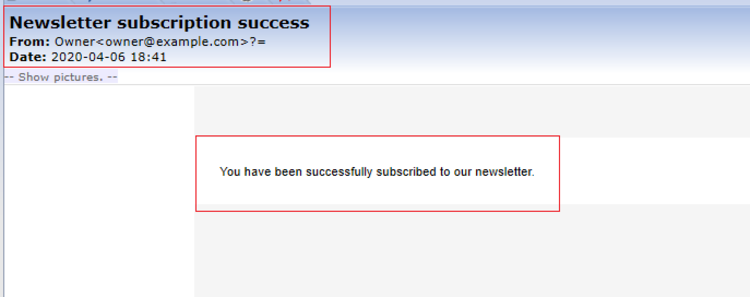 Newsletter subscription success
From: Owner<owner@example.com>?=
Date: 2020-04-06 18:41
-- Show pictures. --
You have been successfully subscribed to our newsletter.